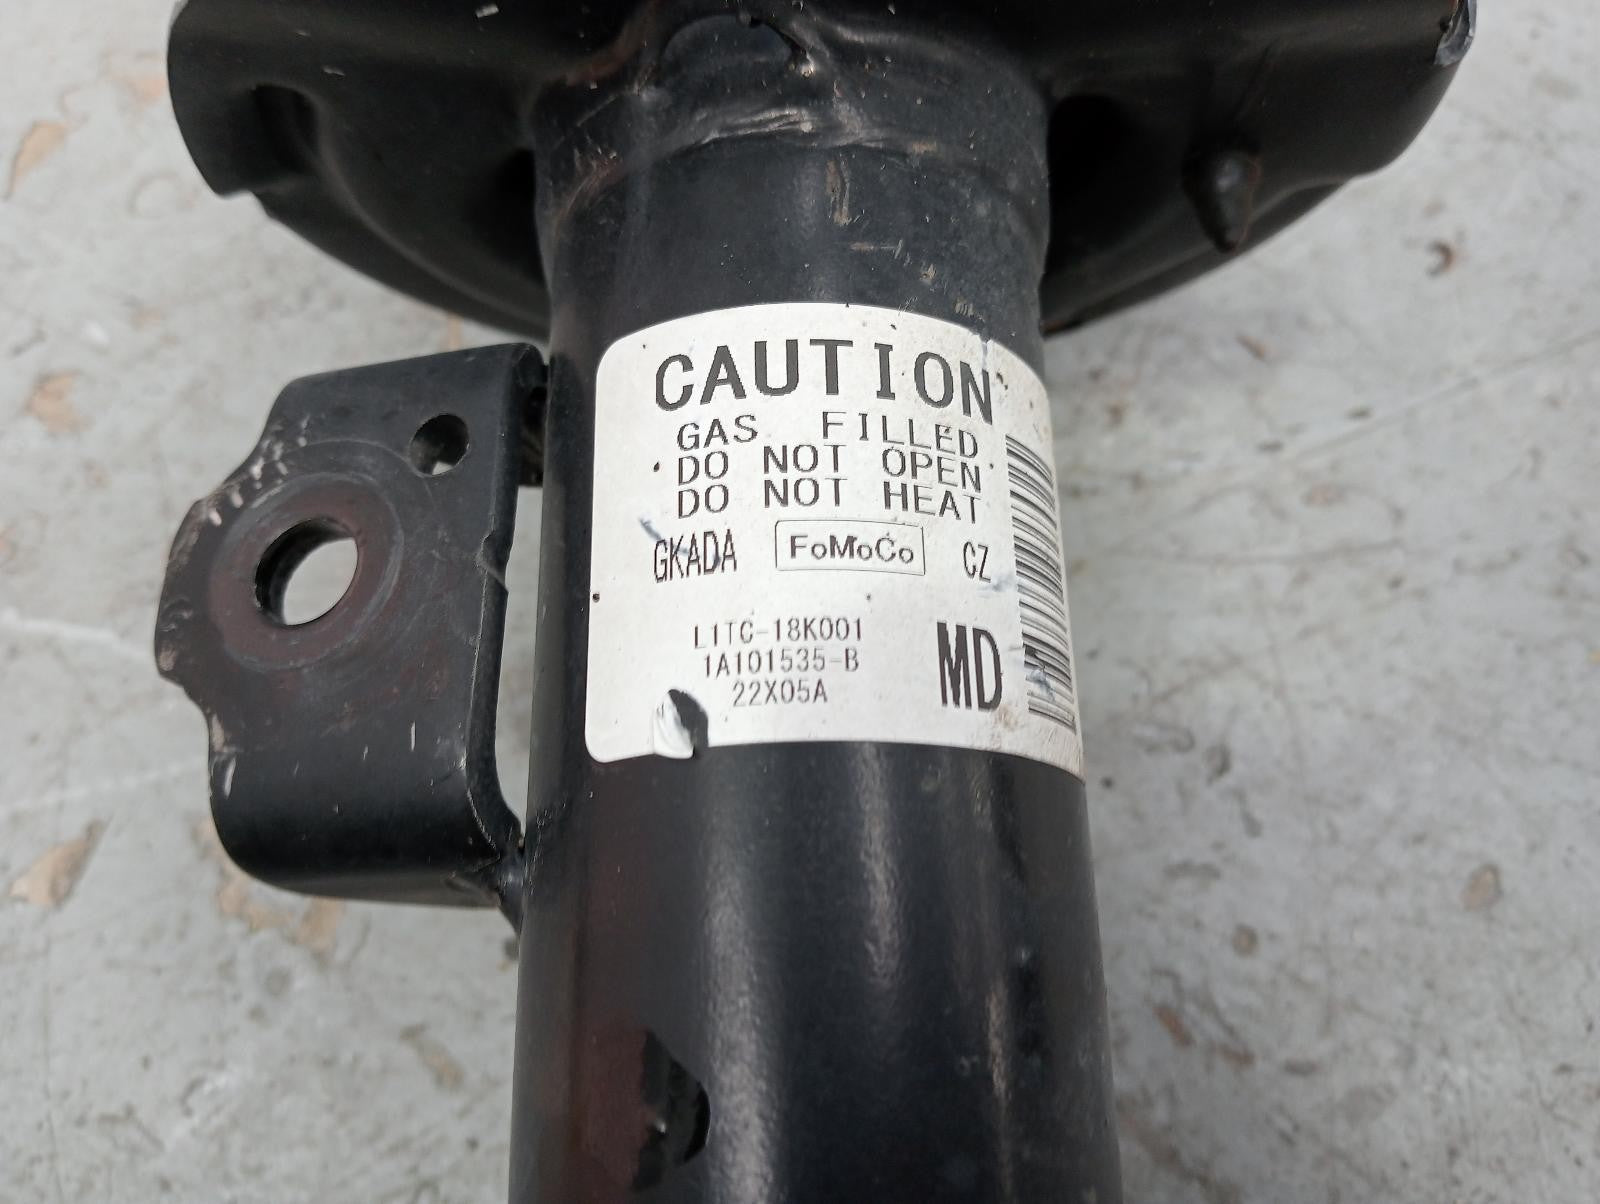 CAUTION
GAS FILLED
DO NOT OPEN
DO NOT HEAT
GKADA FoMoCo CZ
L1TC-18K001
1A101535-B
22X05A
MD